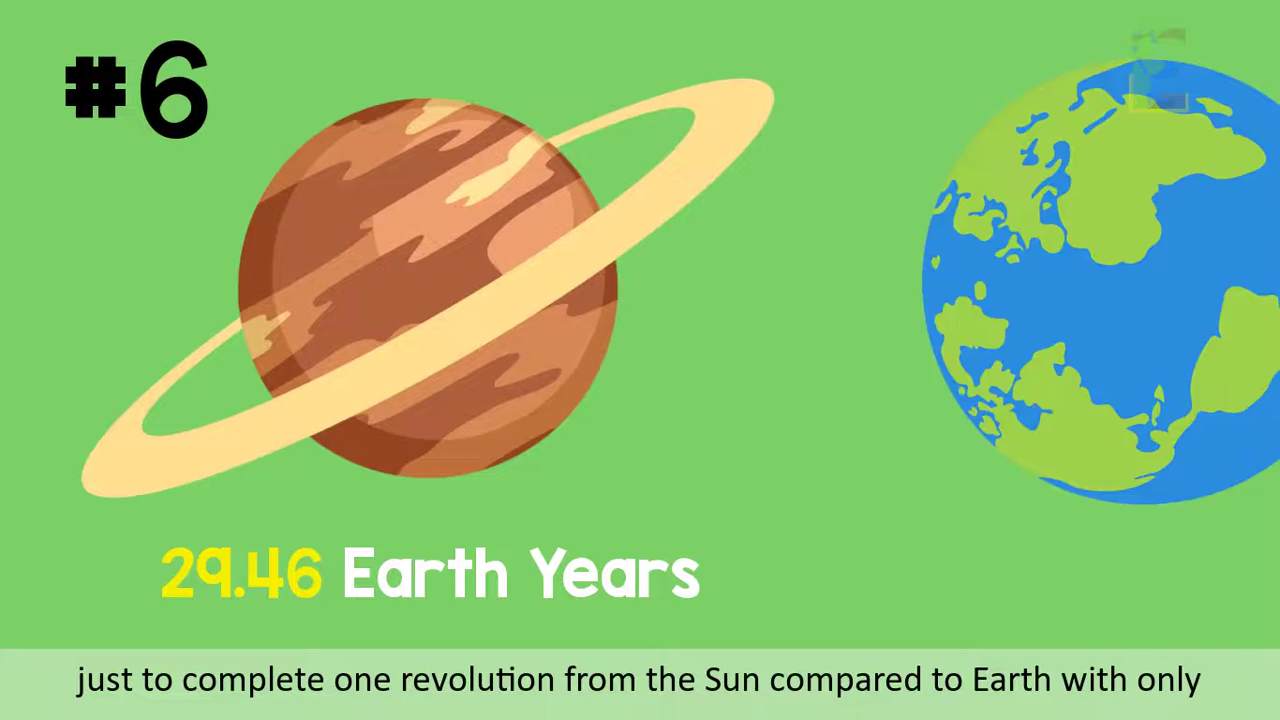 #6
29.46 Earth Years
just to complete one revolution from the Sun compared to Earth with only